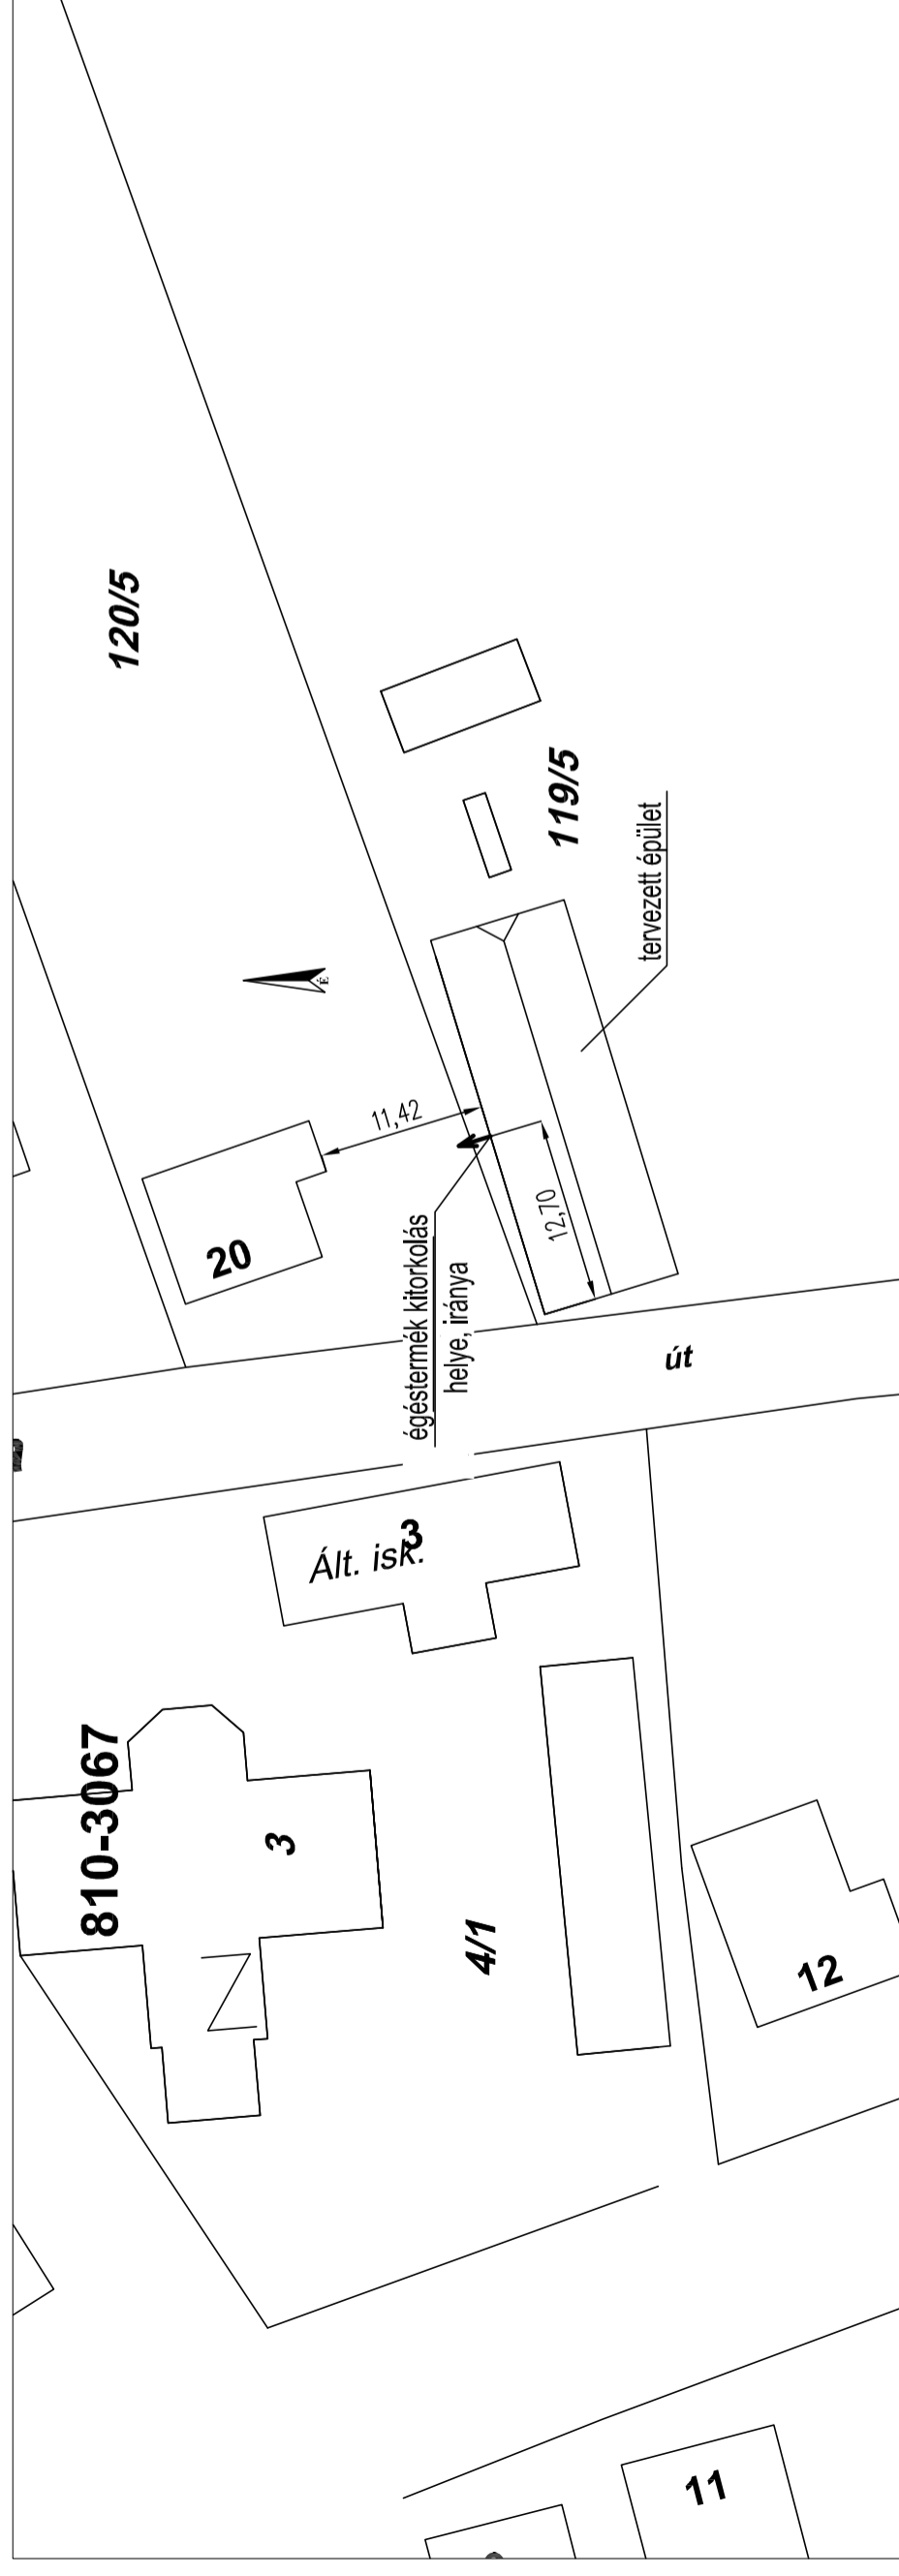 120/5
119/5
tervezett épület
É
11,42
12,70
20
égéstermék kitorkolás
helye, iránya
út
3
Ált. isk.
810-3067
3
4/1
12
11